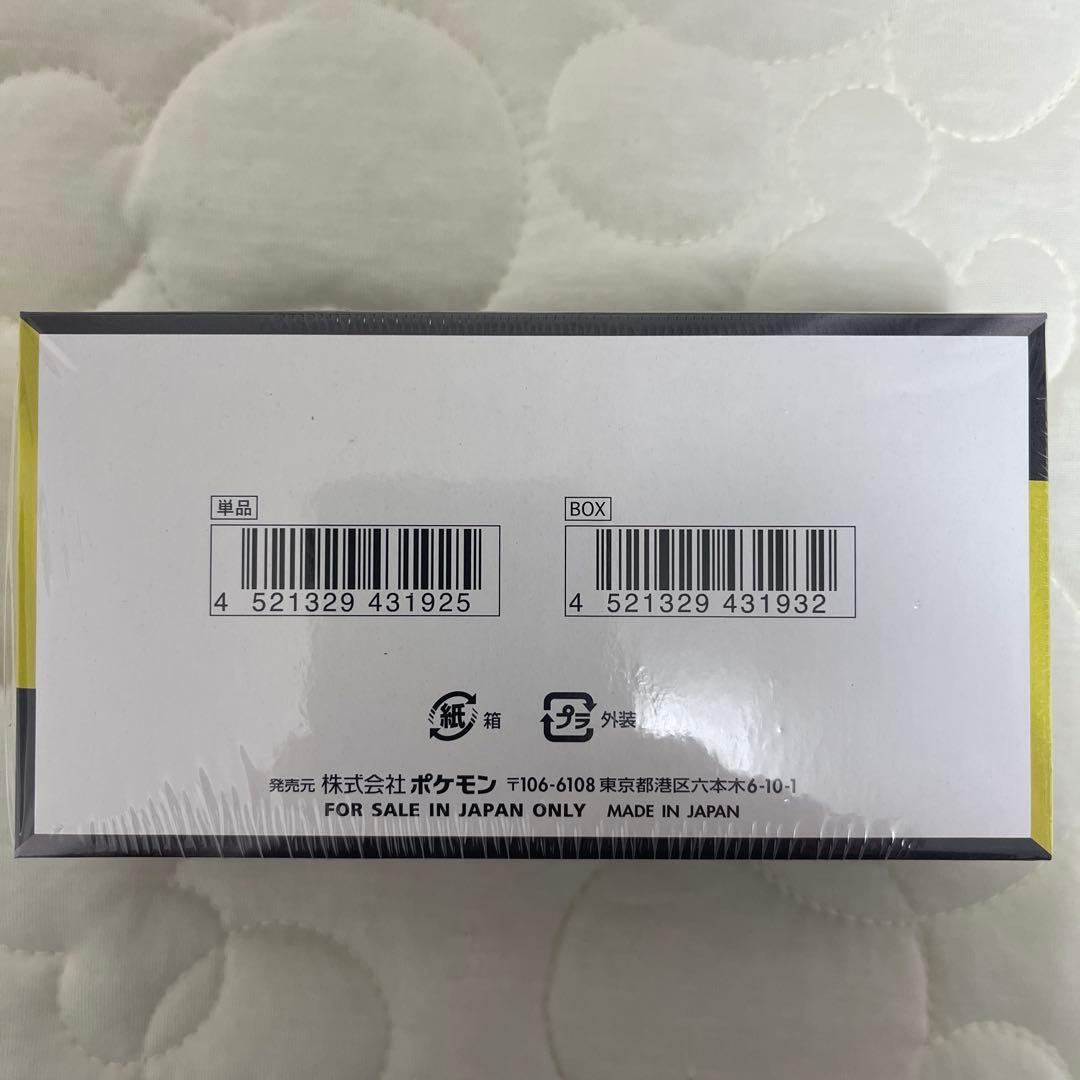 単品
BOX
4 521329 431925
4 521329 431932
紙 箱
プラ 外装
発売元 株式会社 ポケモン 〒106-6108 東京都港区六本木6-10-1
FOR SALE IN JAPAN ONLY MADE IN JAPAN